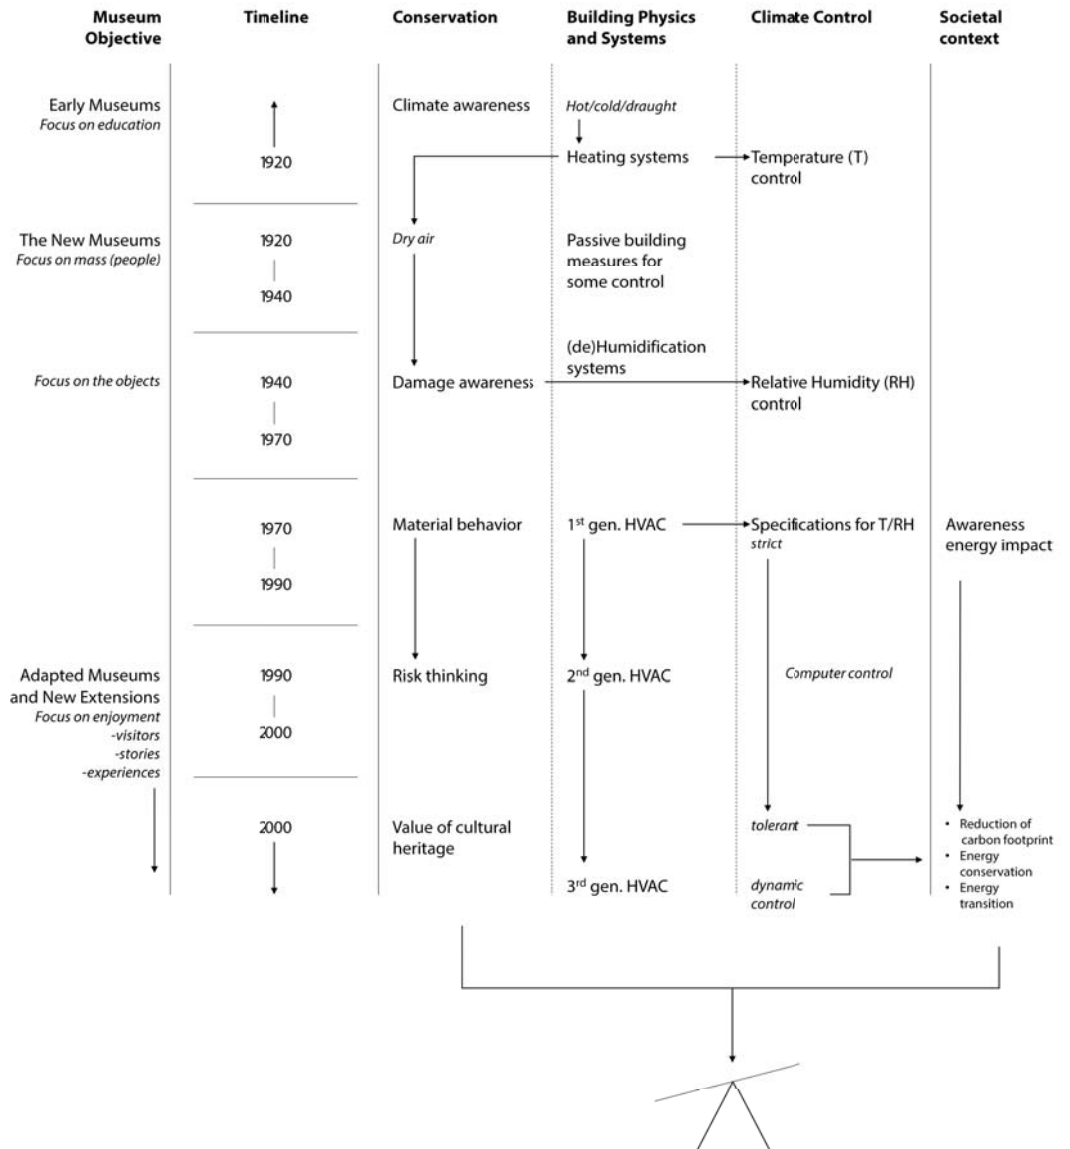 Museum
Objective
Timeline
Conservation
Building Physics
and Systems
Climate Control
Societal
context
Early Museums
Focus on education
1920
Climate awareness
Hot/cold/draught
Heating systems
Temperature (T)
control
The New Museums
Focus on mass (people)
1920
1940
Dry air
Passive building
measures for
some control
Focus on the objects
1940
1970
Damage awareness
(de)Humidification
systems
Relative Humidity (RH)
control
1970
1990
Material behavior
1st gen. HVAC
Specifications for T/RH
strict
Awareness
energy impact
Adapted Museums
and New Extensions
Focus on enjoyment
-visitors
-stories
-experiences
1990
2000
Risk thinking
2nd gen. HVAC
Computer control
2000
Value of cultural
heritage
3rd gen. HVAC
tolerant
dynamic
control
• Reduction of
carbon footprint
• Energy
conservation
• Energy
transition